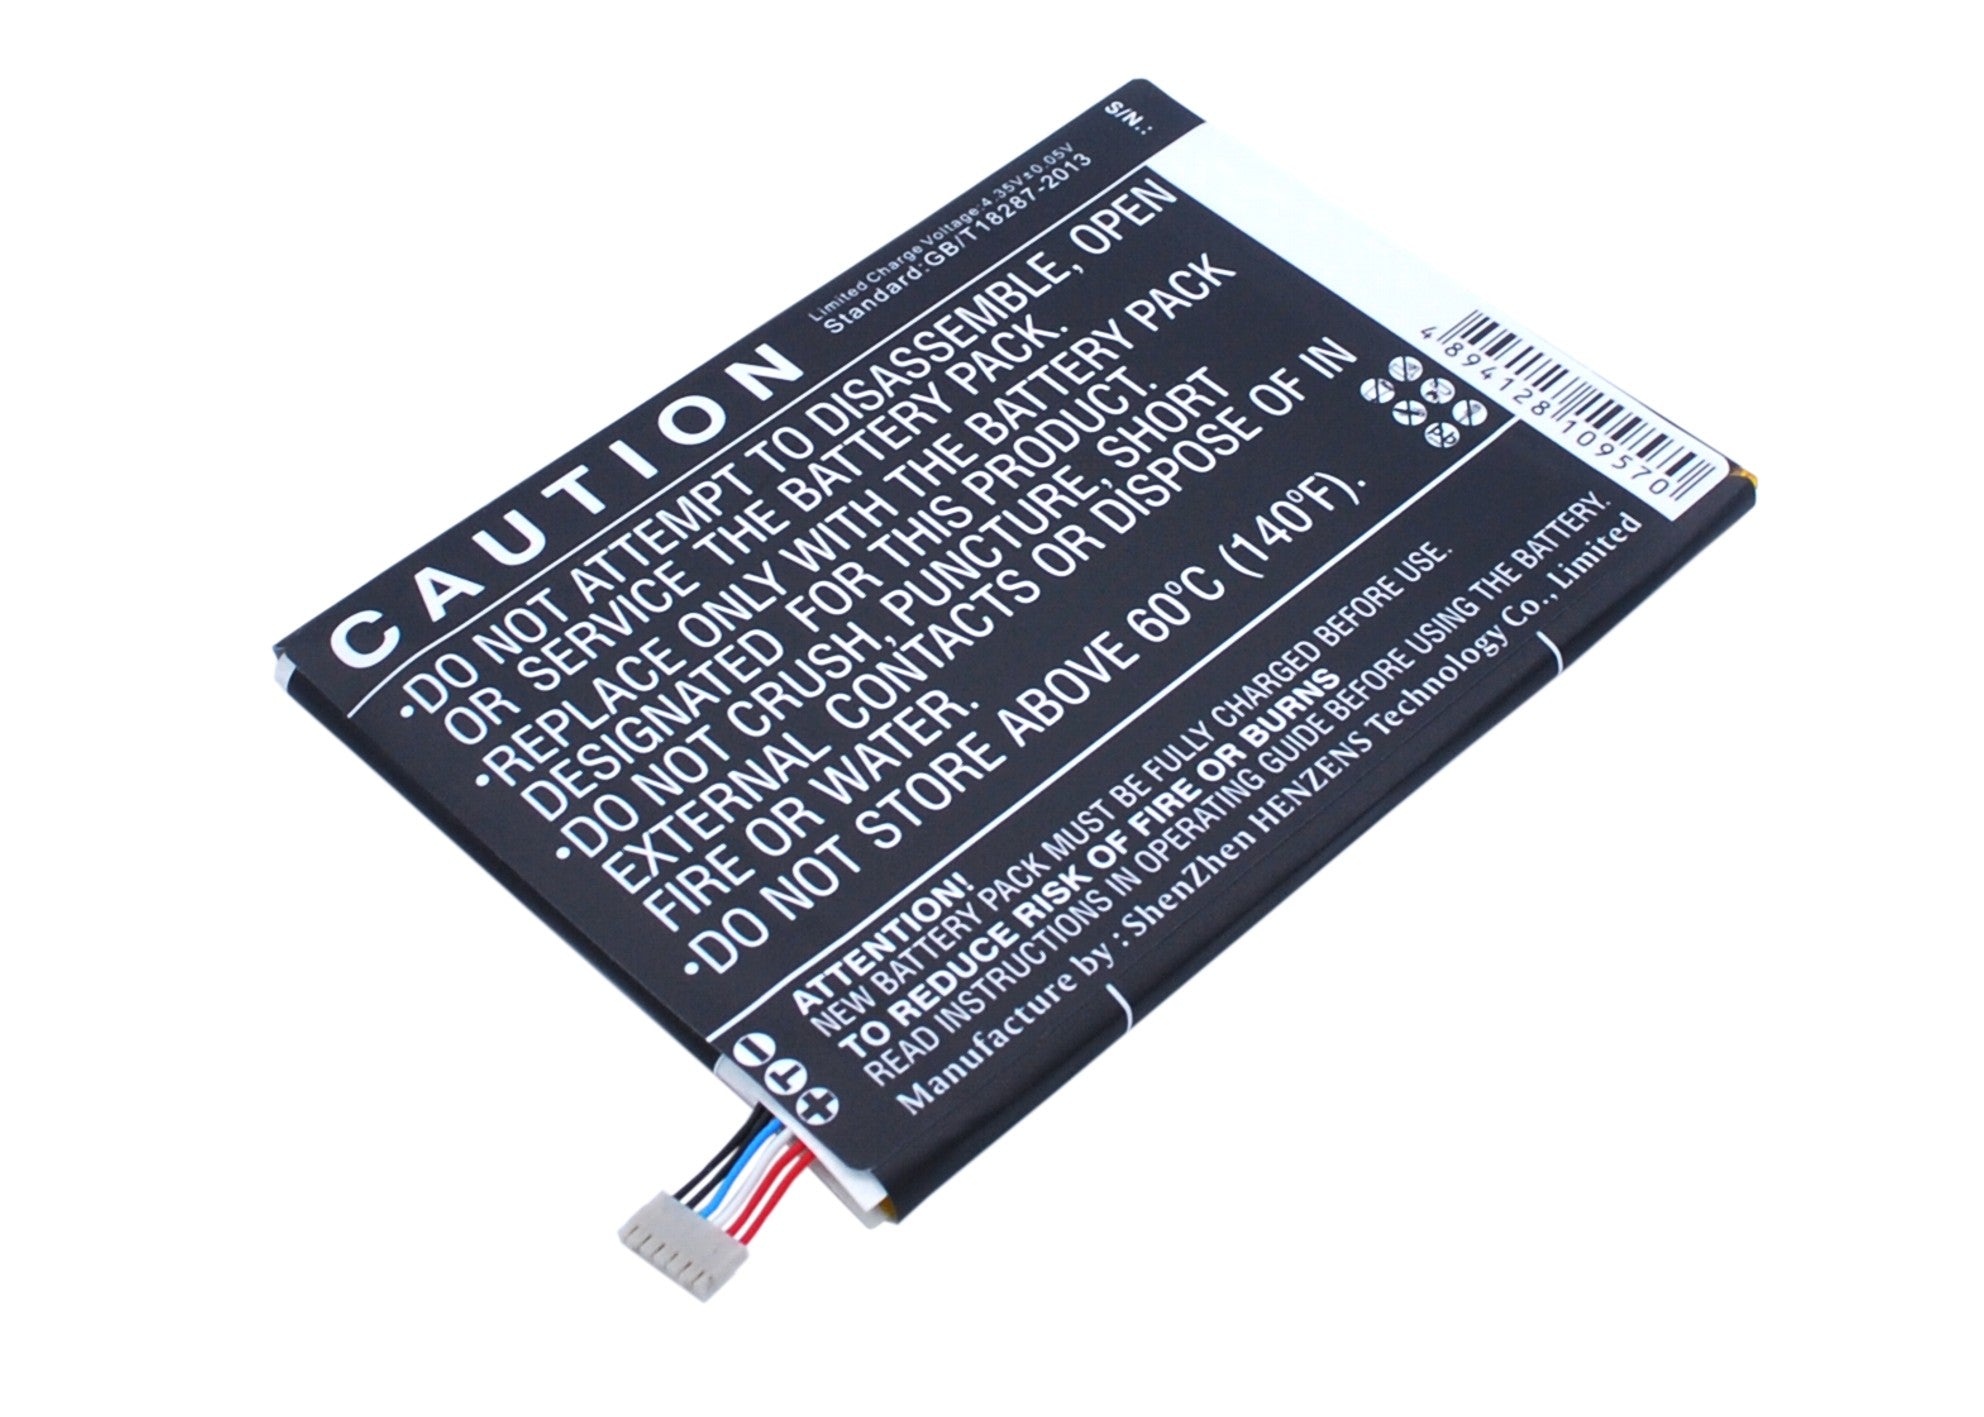 S/N.:
Limited Charge Voltage:4.35V±0.05V
Standard:GB/T18287-2013
CAUTION
•DO NOT ATTEMPT TO DISASSEMBLE, OPEN
OR SERVICE THE BATTERY PACK.
•REPLACE ONLY WITH THE BATTERY PACK
DESIGNATED FOR THIS PRODUCT.
•DO NOT CRUSH, PUNCTURE, SHORT
EXTERNAL CONTACTS OR DISPOSE OF IN
FIRE OR WATER.
•DO NOT STORE ABOVE 60°C (140°F).
4 894128 109570
ATTENTION!
NEW BATTERY PACK MUST BE FULLY CHARGED BEFORE USE.
TO REDUCE RISK OF FIRE OR BURNS
READ INSTRUCTIONS IN OPERATING GUIDE BEFORE USING THE BATTERY.
Manufacture by : ShenZhen HENZENS Technology Co., Limited
- T +